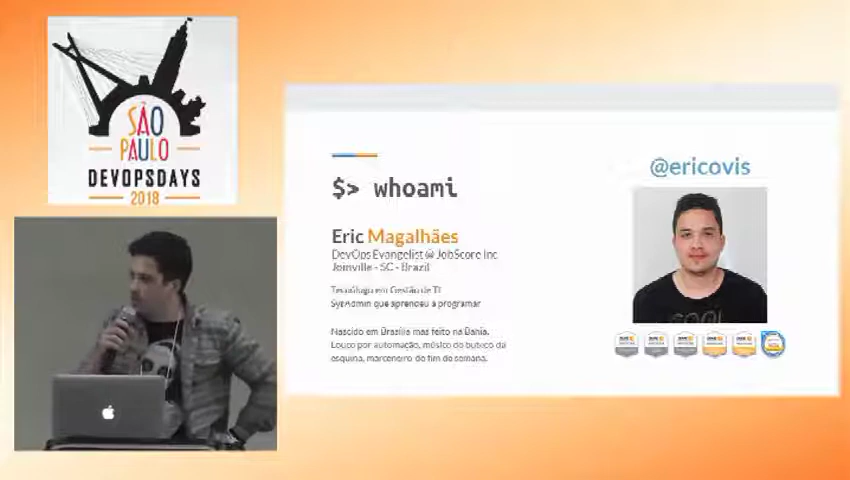 SÃO
PAULO
DEVOPSDAYS
2018
@ericovis
$> whoami
Eric Magalhães
DevOps Evangelist @ JobScore Inc
Joinville - SC - Brazil
Tecnólogo em Gestão de TI
SysAdmin que aprendeu a programar
Nascido em Brasília mas feito na Bahia.
Louco por automação, músico de buteco da
esquina, marceneiro de fim de semana.